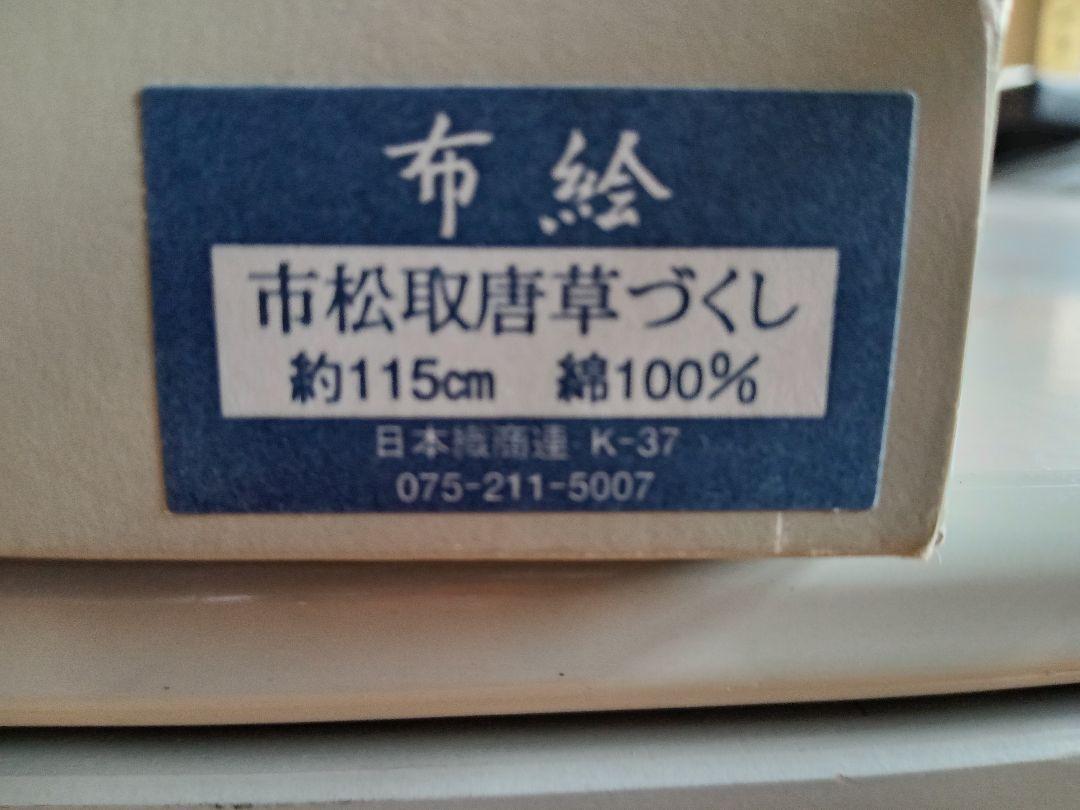 布絵
市松取唐草づくし
約115cm 綿100%
日本織商連 K-37
075-211-5007